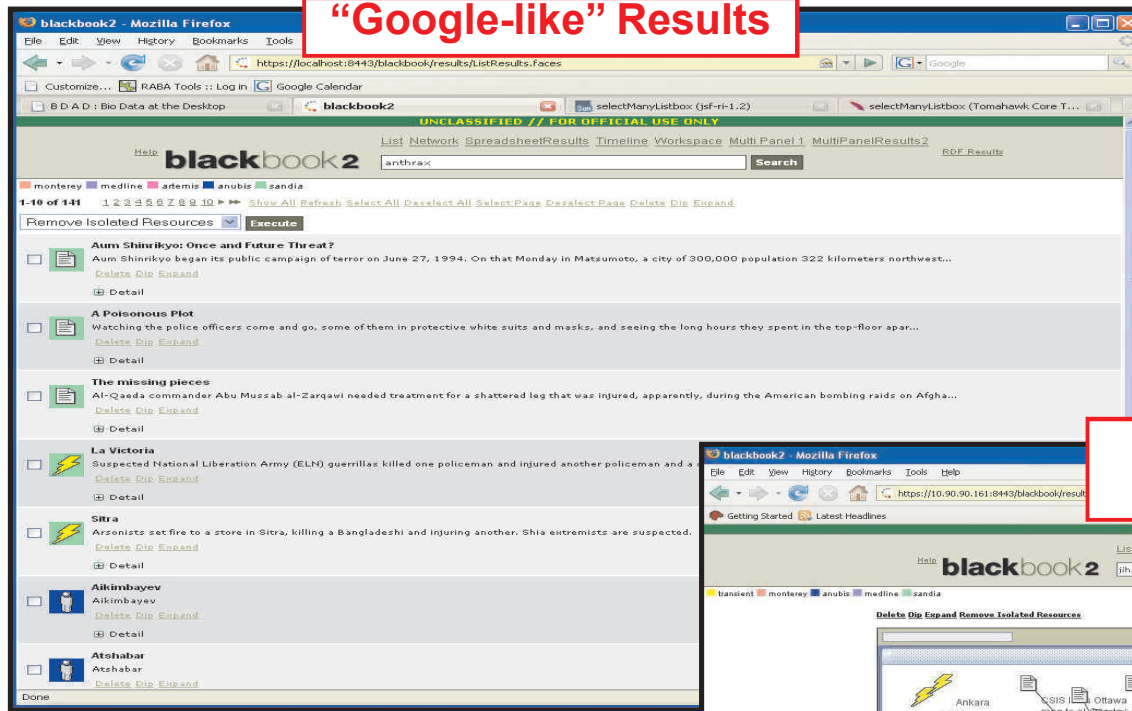 “Google-like” Results
blackbook2 - Mozilla Firefox
File Edit View History Bookmarks Tools
https://localhost:8443/blackbook/results/ListResults.faces
Google
Customize... RABA Tools :: Log in Google Calendar
B D A D : Bio Data at the Desktop blackbook2 selectManyListbox (jsf-ri-1.2) selectManyListbox (Tomahawk Core T...
UNCLASSIFIED // FOR OFFICIAL USE ONLY
List Network SpreadsheetResults Timeline Workspace Multi Panel 1 MultiPanelResults2
Help blackbook2 RDF Results
anthrax Search
monterey medline artemis anubis sandia
1-10 of 141 1 2 3 4 5 6 7 8 9 10 Show All Refresh Select All Deselect All Select Page Deselect Page Delete Dip Expand
Remove Isolated Resources Execute
Aum Shinrikyo: Once and Future Threat?
Aum Shinrikyo began its public campaign of terror on June 27, 1994. On that Monday in Matsumoto, a city of 300,000 population 322 kilometers northwest...
Delete Dip Expand
Detail
A Poisonous Plot
Watching the police officers come and go, some of them in protective white suits and masks, and seeing the long hours they spent in the top-floor apar...
Delete Dip Expand
Detail
The missing pieces
Al-Qaeda commander Abu Mussab al-Zarqawi needed treatment for a shattered leg that was injured, apparently, during the American bombing raids on Afgha...
Delete Dip Expand
Detail
La Victoria
Suspected National Liberation Army (ELN) guerrillas killed one policeman and injured another policeman and a
Delete Dip Expand
Detail
Sitra
Arsonists set fire to a store in Sitra, killing a Bangladeshi and injuring another. Shia extremists are suspected.
Delete Dip Expand
Detail
Aikimbayev
Aikimbayev
Delete Dip Expand
Detail
Atshabar
Atshabar
Delete Dip Expand
Done
blackbook2 - Mozilla Firefox
File Edit View History Bookmarks Tools Help
https://10.90.90.161:8443/blackbook/result
Getting Started Latest Headlines
Help blackbook2
transient monterey anubis medline sandia
Delete Dip Expand Remove Isolated Resources
Ankara
CSIS Ottawa